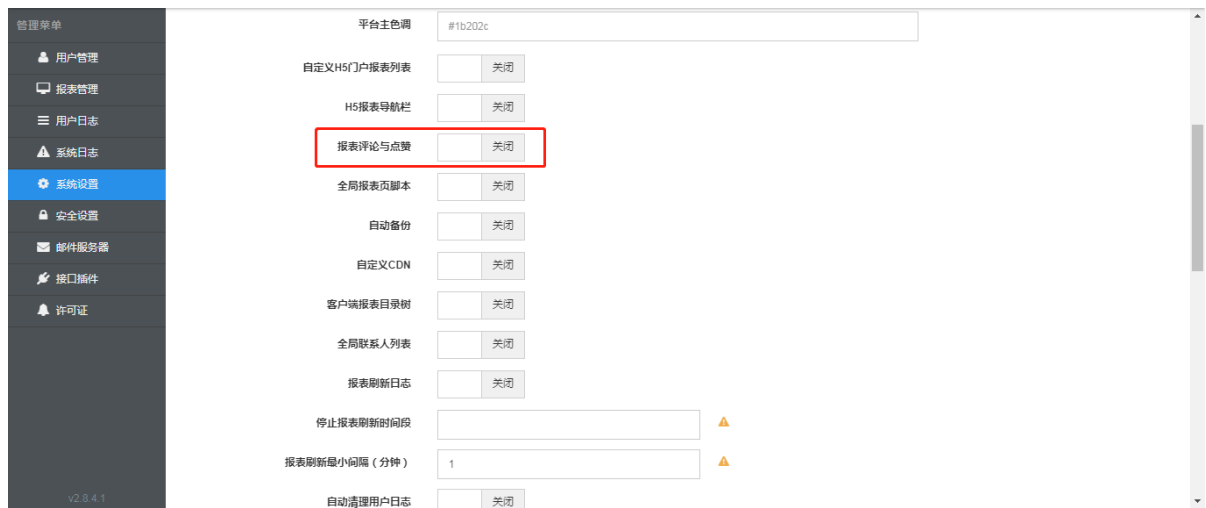 管理菜单
用户管理
报表管理
用户日志
系统日志
系统设置
安全设置
邮件服务器
接口插件
许可证
v2.8.4.1
平台主色调 #1b202c
自定义H5门户报表列表 关闭
H5报表导航栏 关闭
报表评论与点赞 关闭
全局报表页脚本 关闭
自动备份 关闭
自定义CDN 关闭
客户端报表目录树 关闭
全局联系人列表 关闭
报表刷新日志 关闭
停止报表刷新时间段
报表刷新最小间隔（分钟） 1
自动清理用户日志 关闭